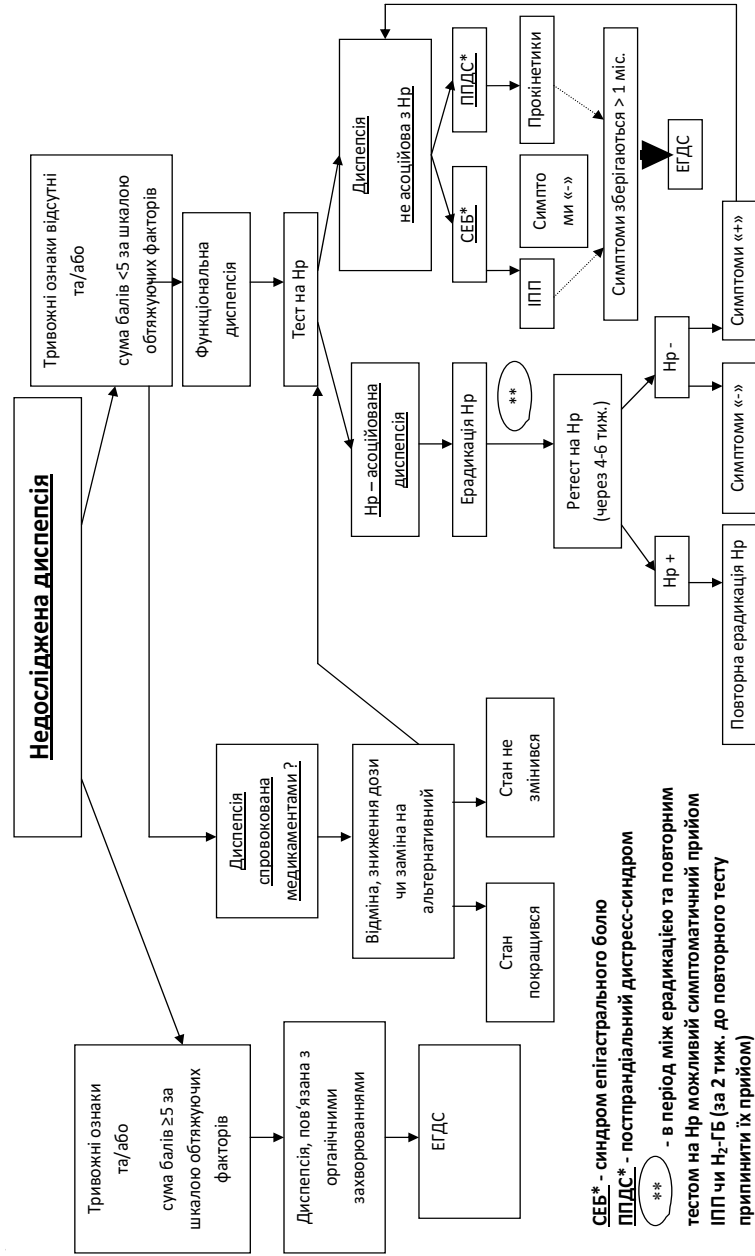 Недосліджена диспепсія
Тривожні ознаки
та/або
сума балів ≥5 за
шкалою обтяжуючих
факторів
Диспепсія, пов‘язана з
органічними
захворюваннями
ЕГДС
Диспепсія
спровокована
медикаментами ?
Відміна, зниження дози
чи заміна на
альтернативний
Стан
покращився
Стан не
змінився
Тривожні ознаки відсутні
та/або
сума балів <5 за шкалою
обтяжуючих факторів
Функціональна
диспепсія
Тест на Нр
Нр – асоційована
диспепсія
Ерадикація Нр
**
Ретест на Нр
(через 4-6 тиж.)
Нр +
Нр -
Повторна ерадикація Нр
Симптоми «-»
Симптоми «+»
Диспепсія
не асоційова з Нр
СЕБ*
ППДС*
ІПП
Симпто
ми «-»
Прокінетики
Симптоми зберігаються > 1 міс.
ЕГДС
СЕБ* - синдром епігастрального болю
ППДС* - постпрандіальний дистресс-синдром
** - в період між ерадикацією та повторним
тестом на Нр можливий симптоматичний прийом
ІПП чи Н₂-ГБ (за 2 тиж. до повторного тесту
припинити їх прийом)